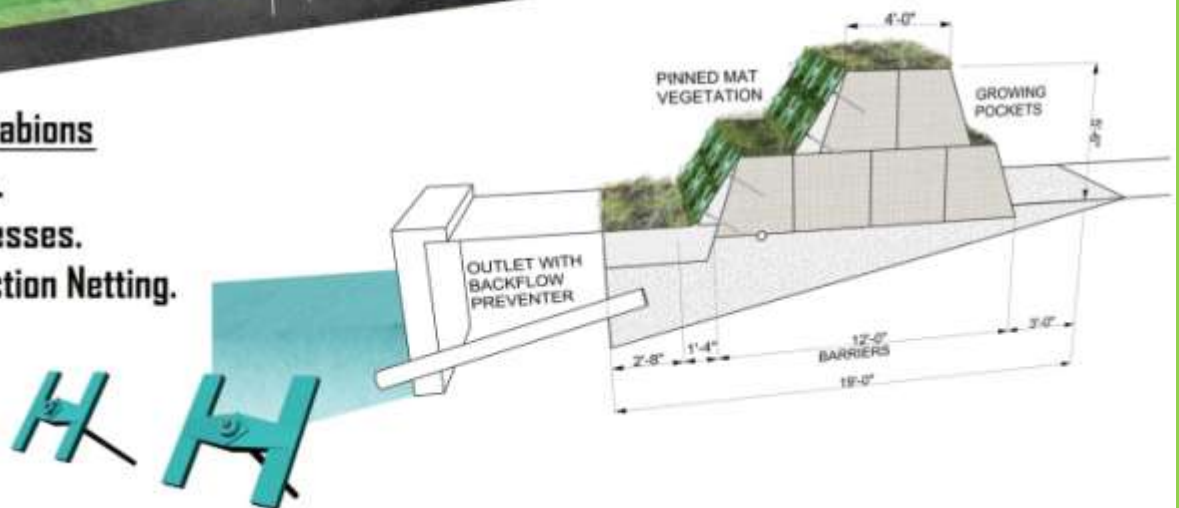 abions
.
esses.
ction Netting.
4'-0"
PINNED MAT
VEGETATION
GROWING
POCKETS
OUTLET WITH
BACKFLOW
PREVENTER
2'-8"
1'-4"
12'-0"
BARRIERS
3'-0"
19'-0"